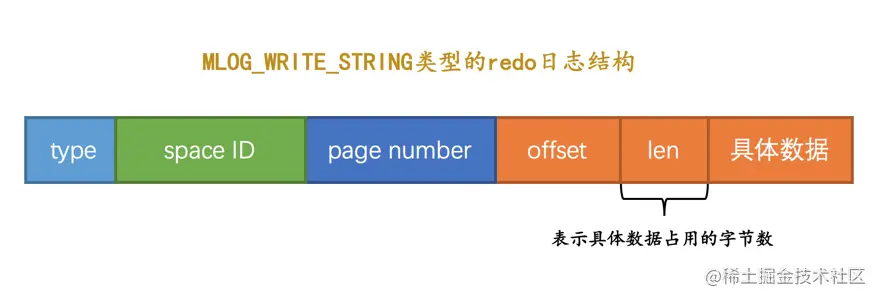 MLOG_WRITE_STRING类型的redo日志结构
type space ID page number offset len 具体数据
表示具体数据占用的字节数
@稀土掘金技术社区